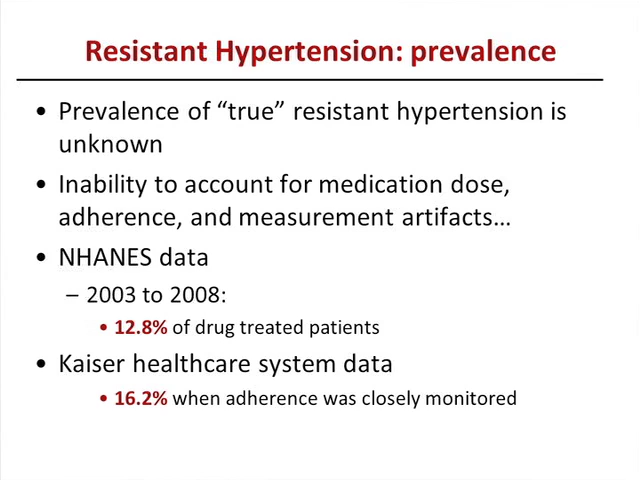 Resistant Hypertension: prevalence
• Prevalence of “true” resistant hypertension is
unknown
• Inability to account for medication dose,
adherence, and measurement artifacts…
• NHANES data
– 2003 to 2008:
• 12.8% of drug treated patients
• Kaiser healthcare system data
• 16.2% when adherence was closely monitored